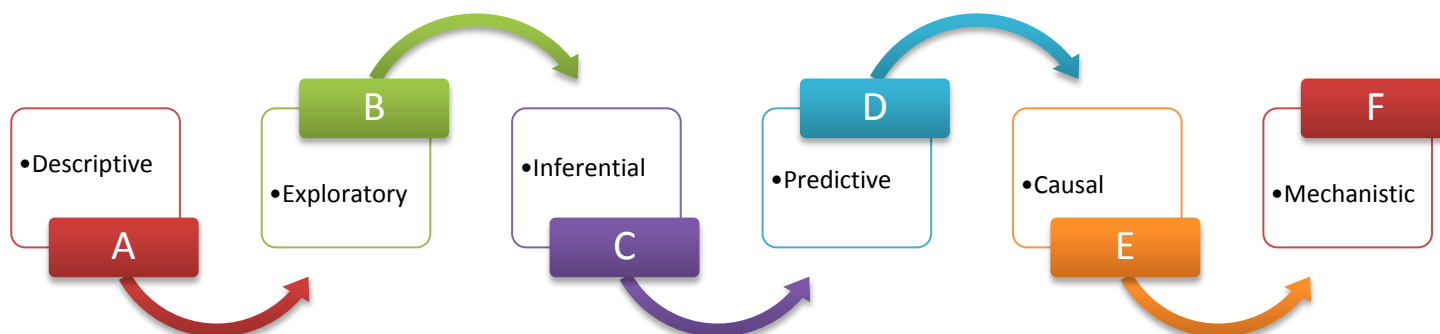 •Descriptive
A
B
•Exploratory
•Inferential
C
D
•Predictive
•Causal
E
F
•Mechanistic